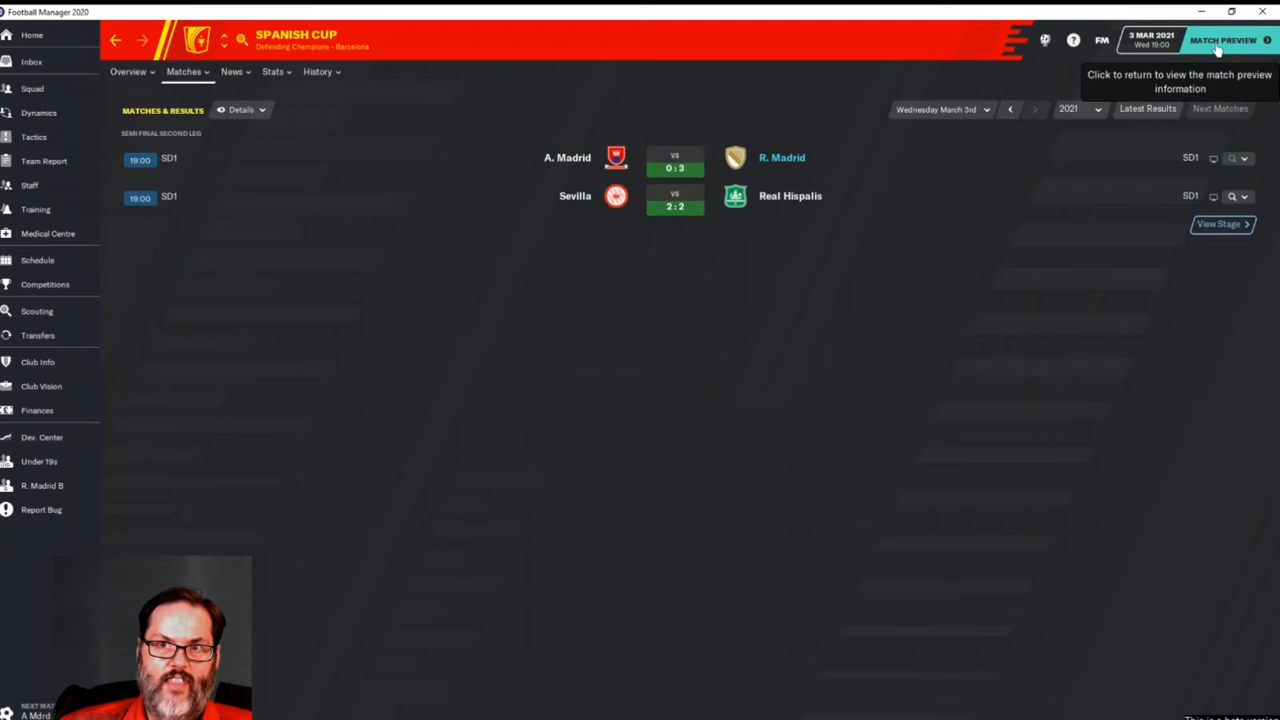 Football Manager 2020
Home
Inbox
Squad
Dynamics
Tactics
Team Report
Staff
Training
Medical Centre
Schedule
Competitions
Scouting
Transfers
Club Info
Club Vision
Finances
Dev. Center
Under 19s
R. Madrid B
Report Bug
NEXT MAT
A Mdrd
SPANISH CUP
Defending Champions - Barcelona
FM
3 MAR 2021
Wed 19:00
MATCH PREVIEW
Click to return to view the match preview
information
Overview Matches News Stats History
MATCHES & RESULTS Details
Wednesday March 3rd 2021 Latest Results Next Matches
SEMI FINAL SECOND LEG
19:00 SD1 A. Madrid vs 0 : 3 R. Madrid SD1
19:00 SD1 Sevilla vs 2 : 2 Real Hispalis SD1
View Stage